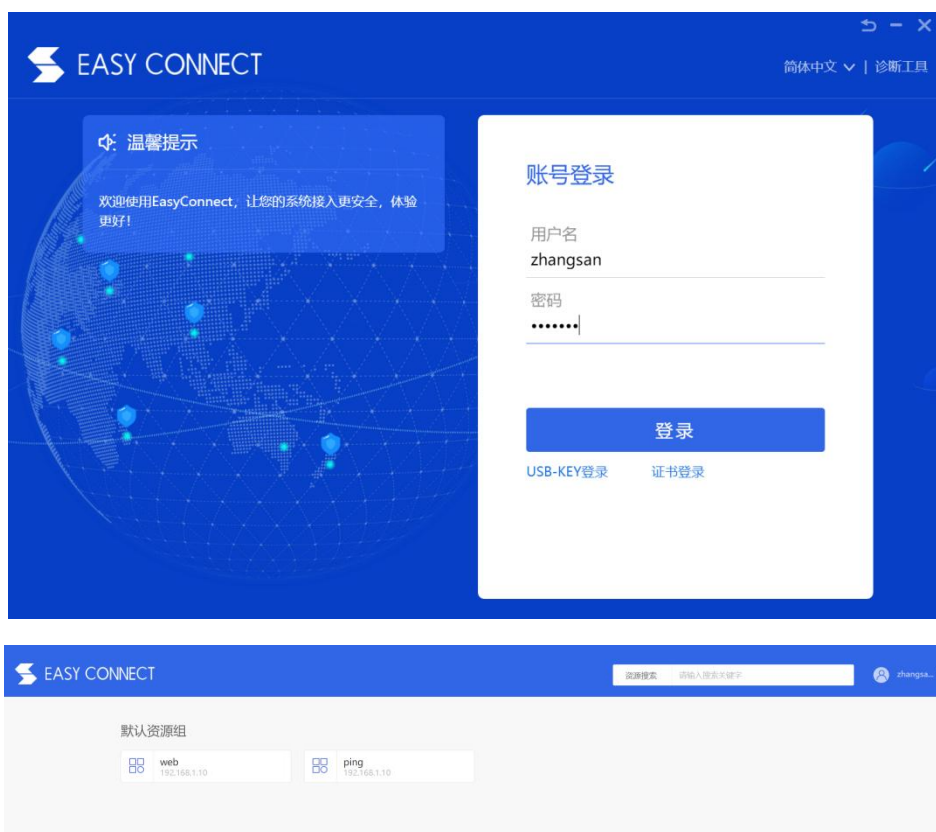 EASY CONNECT
简体中文 | 诊断工具
温馨提示
欢迎使用EasyConnect，让您的系统接入更安全，体验
更好！
账号登录
用户名
zhangsan
密码
•••••••
登录
USB-KEY登录 证书登录
EASY CONNECT
资源搜索 请输入搜索关键字
zhangsa...
默认资源组
web
192.168.1.10
ping
192.168.1.10